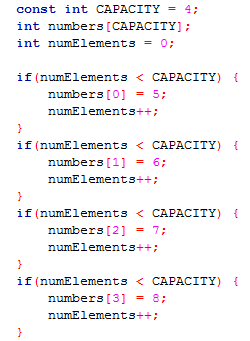 const int CAPACITY = 4;
int numbers[CAPACITY];
int numElements = 0;

if(numElements < CAPACITY) {
    numbers[0] = 5;
    numElements++;
}
if(numElements < CAPACITY) {
    numbers[1] = 6;
    numElements++;
}
if(numElements < CAPACITY) {
    numbers[2] = 7;
    numElements++;
}
if(numElements < CAPACITY) {
    numbers[3] = 8;
    numElements++;
}